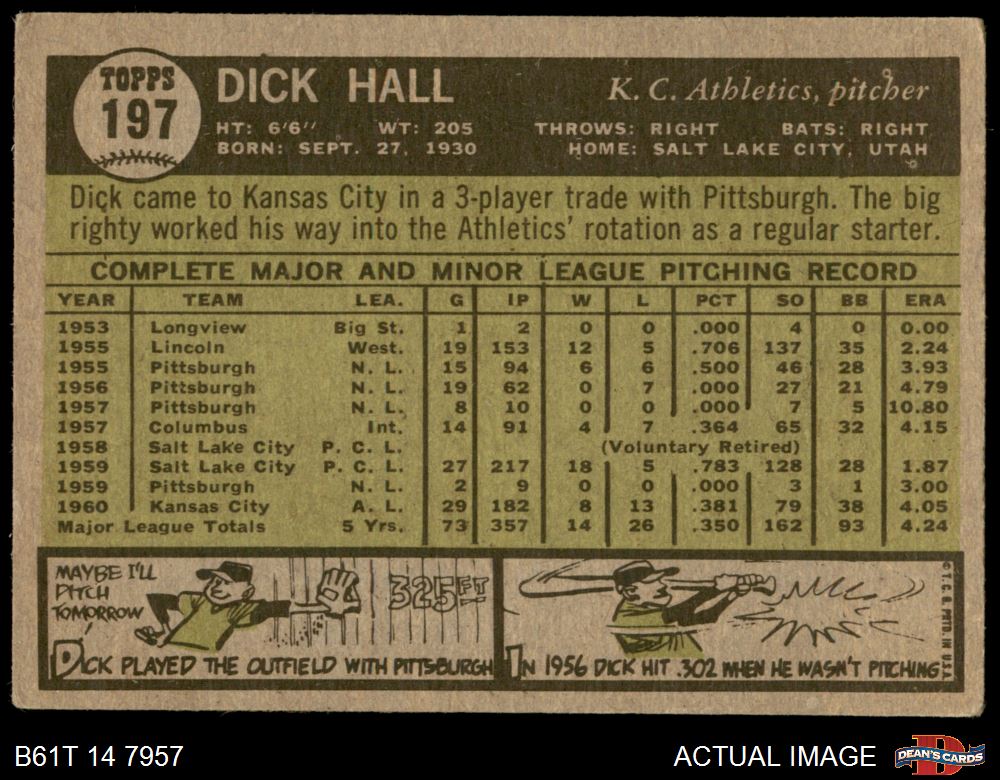 TOPPS
197
DICK HALL
K. C. Athletics, pitcher
HT: 6'6" WT: 205 THROWS: RIGHT BATS: RIGHT
BORN: SEPT. 27, 1930 HOME: SALT LAKE CITY, UTAH
Dick came to Kansas City in a 3-player trade with Pittsburgh. The big
righty worked his way into the Athletics' rotation as a regular starter.
COMPLETE MAJOR AND MINOR LEAGUE PITCHING RECORD
YEAR TEAM LEA. G IP W L PCT SO BB ERA
1953 Longview Big St. 1 2 0 0 .000 4 0 0.00
1955 Lincoln West. 19 153 12 5 .706 137 35 2.24
1955 Pittsburgh N. L. 15 94 6 6 .500 46 28 3.93
1956 Pittsburgh N. L. 19 62 0 7 .000 27 21 4.79
1957 Pittsburgh N. L. 8 10 0 0 .000 7 5 10.80
1957 Columbus Int. 14 91 4 7 .364 65 32 4.15
1958 Salt Lake City P. C. L. (Voluntary Retired)
1959 Salt Lake City P. C. L. 27 217 18 5 .783 128 28 1.87
1959 Pittsburgh N. L. 2 9 0 0 .000 3 1 3.00
1960 Kansas City A. L. 29 182 8 13 .381 79 38 4.05
Major League Totals 5 Yrs. 73 357 14 26 .350 162 93 4.24
MAYBE I'LL
PITCH
TOMORROW
325 FT
DICK PLAYED THE OUTFIELD WITH PITTSBURGH
IN 1956 DICK HIT .302 WHEN HE WASN'T PITCHING
© T. C. G. PRTD. IN U.S.A.
B61T 14 7957
ACTUAL IMAGE
D
DEAN'S CARDS